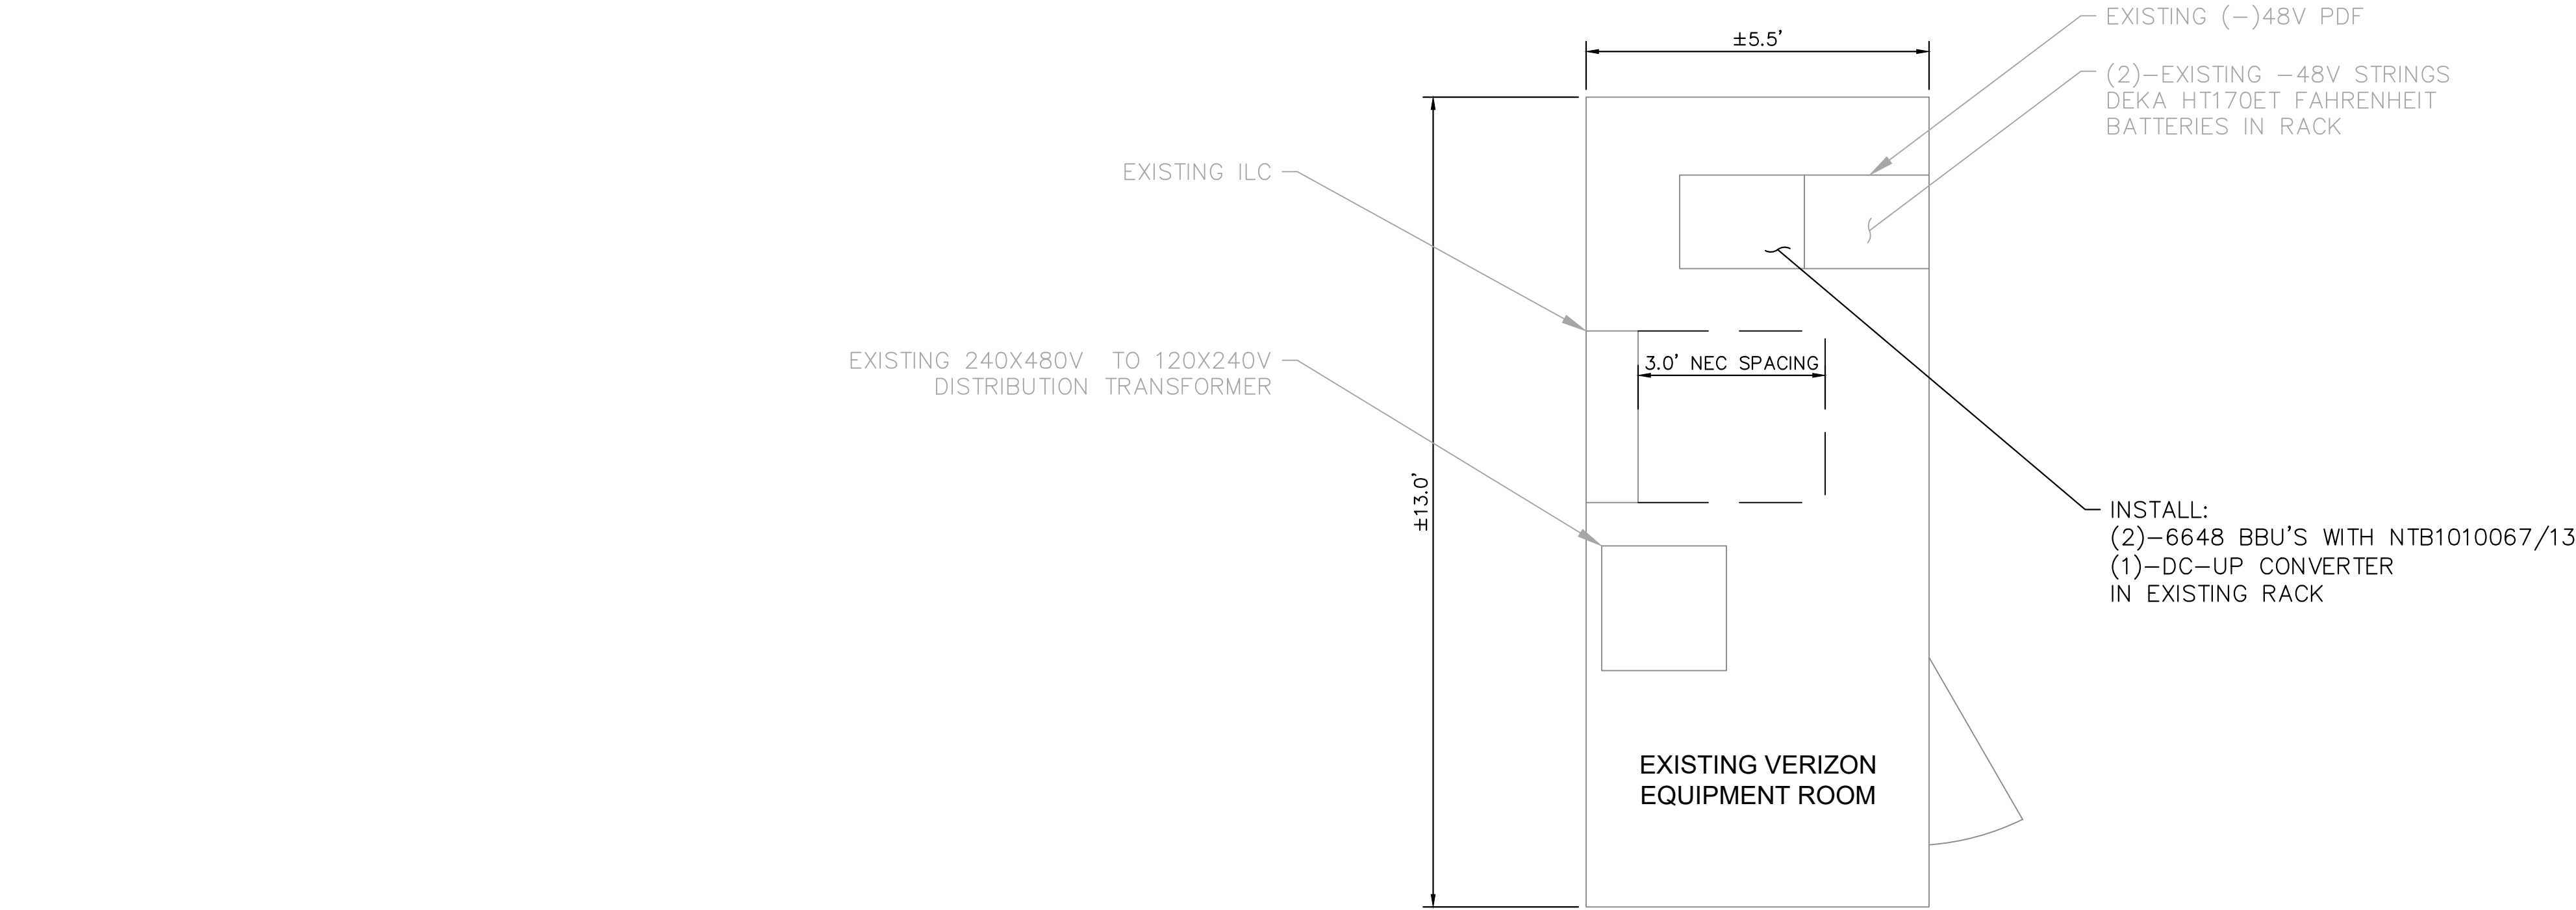 EXISTING (-)48V PDF
±5.5'
(2)-EXISTING -48V STRINGS
DEKA HT170ET FAHRENHEIT
BATTERIES IN RACK
EXISTING ILC
EXISTING 240X480V TO 120X240V
DISTRIBUTION TRANSFORMER
3.0' NEC SPACING
±13.0'
INSTALL:
(2)-6648 BBU'S WITH NTB1010067/13
(1)-DC-UP CONVERTER
IN EXISTING RACK
EXISTING VERIZON
EQUIPMENT ROOM